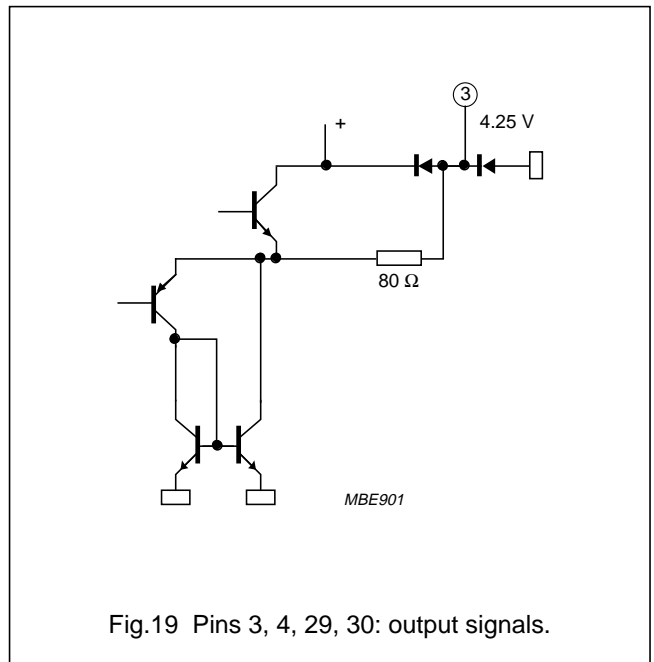 3
4.25 V
+
80 Ω
MBE901
Fig.19 Pins 3, 4, 29, 30: output signals.